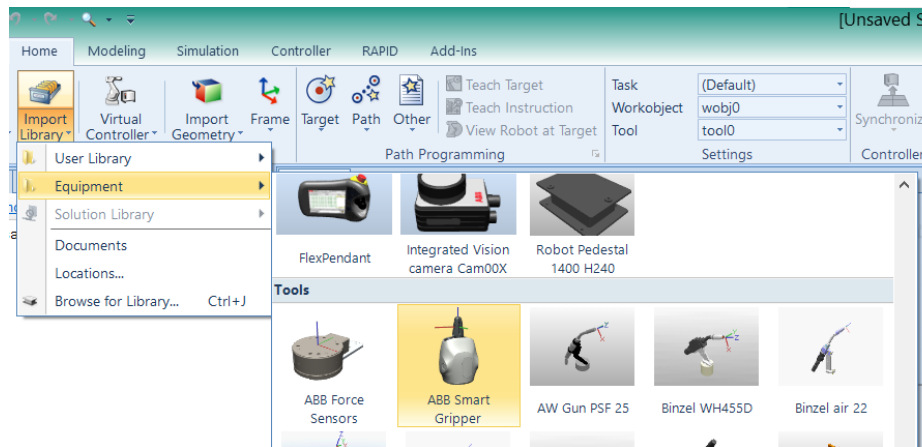 [Unsaved S
Home Modeling Simulation Controller RAPID Add-Ins
Import Library
Virtual Controller
Import Geometry
Frame
Target
Path
Other
Teach Target
Teach Instruction
View Robot at Target
Path Programming
Task (Default)
Workobject wobj0
Tool tool0
Settings
Synchroniz
Controller
User Library
Equipment
Solution Library
Documents
Locations...
Browse for Library... Ctrl+J
FlexPendant
Integrated Vision
camera Cam00X
Robot Pedestal
1400 H240
Tools
ABB Force
Sensors
ABB Smart
Gripper
AW Gun PSF 25
Binzel WH455D
Binzel air 22